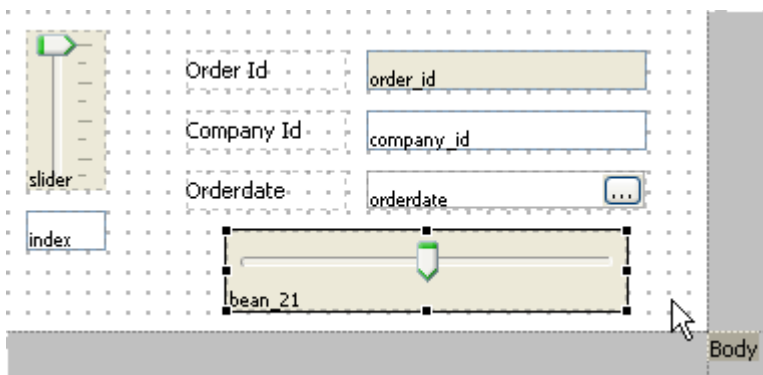 Order Id
order_id
Company Id
company_id
slider
Orderdate
orderdate
...
index
bean_21
Body